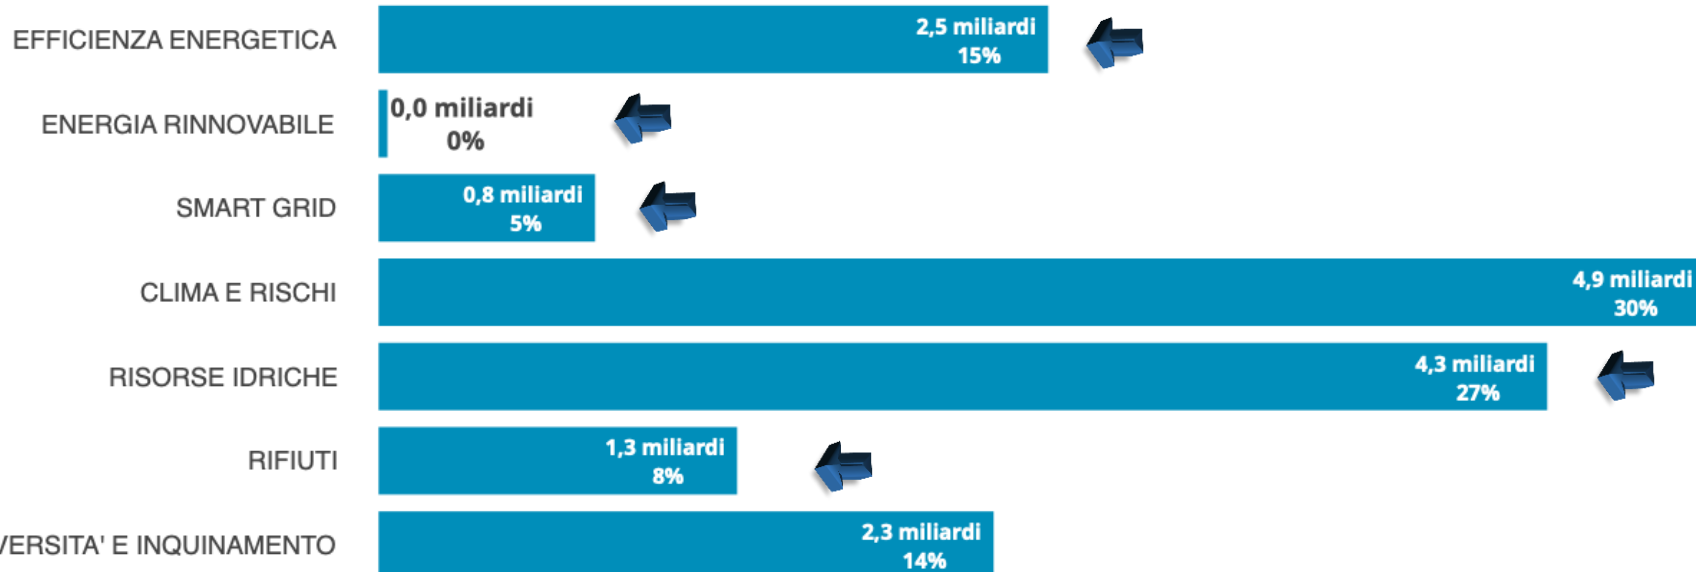 EFFICIENZA ENERGETICA
2,5 miliardi
15%
ENERGIA RINNOVABILE
0,0 miliardi
0%
SMART GRID
0,8 miliardi
5%
CLIMA E RISCHI
4,9 miliardi
30%
RISORSE IDRICHE
4,3 miliardi
27%
RIFIUTI
1,3 miliardi
8%
E INQUINAMENTO
2,3 miliardi
14%